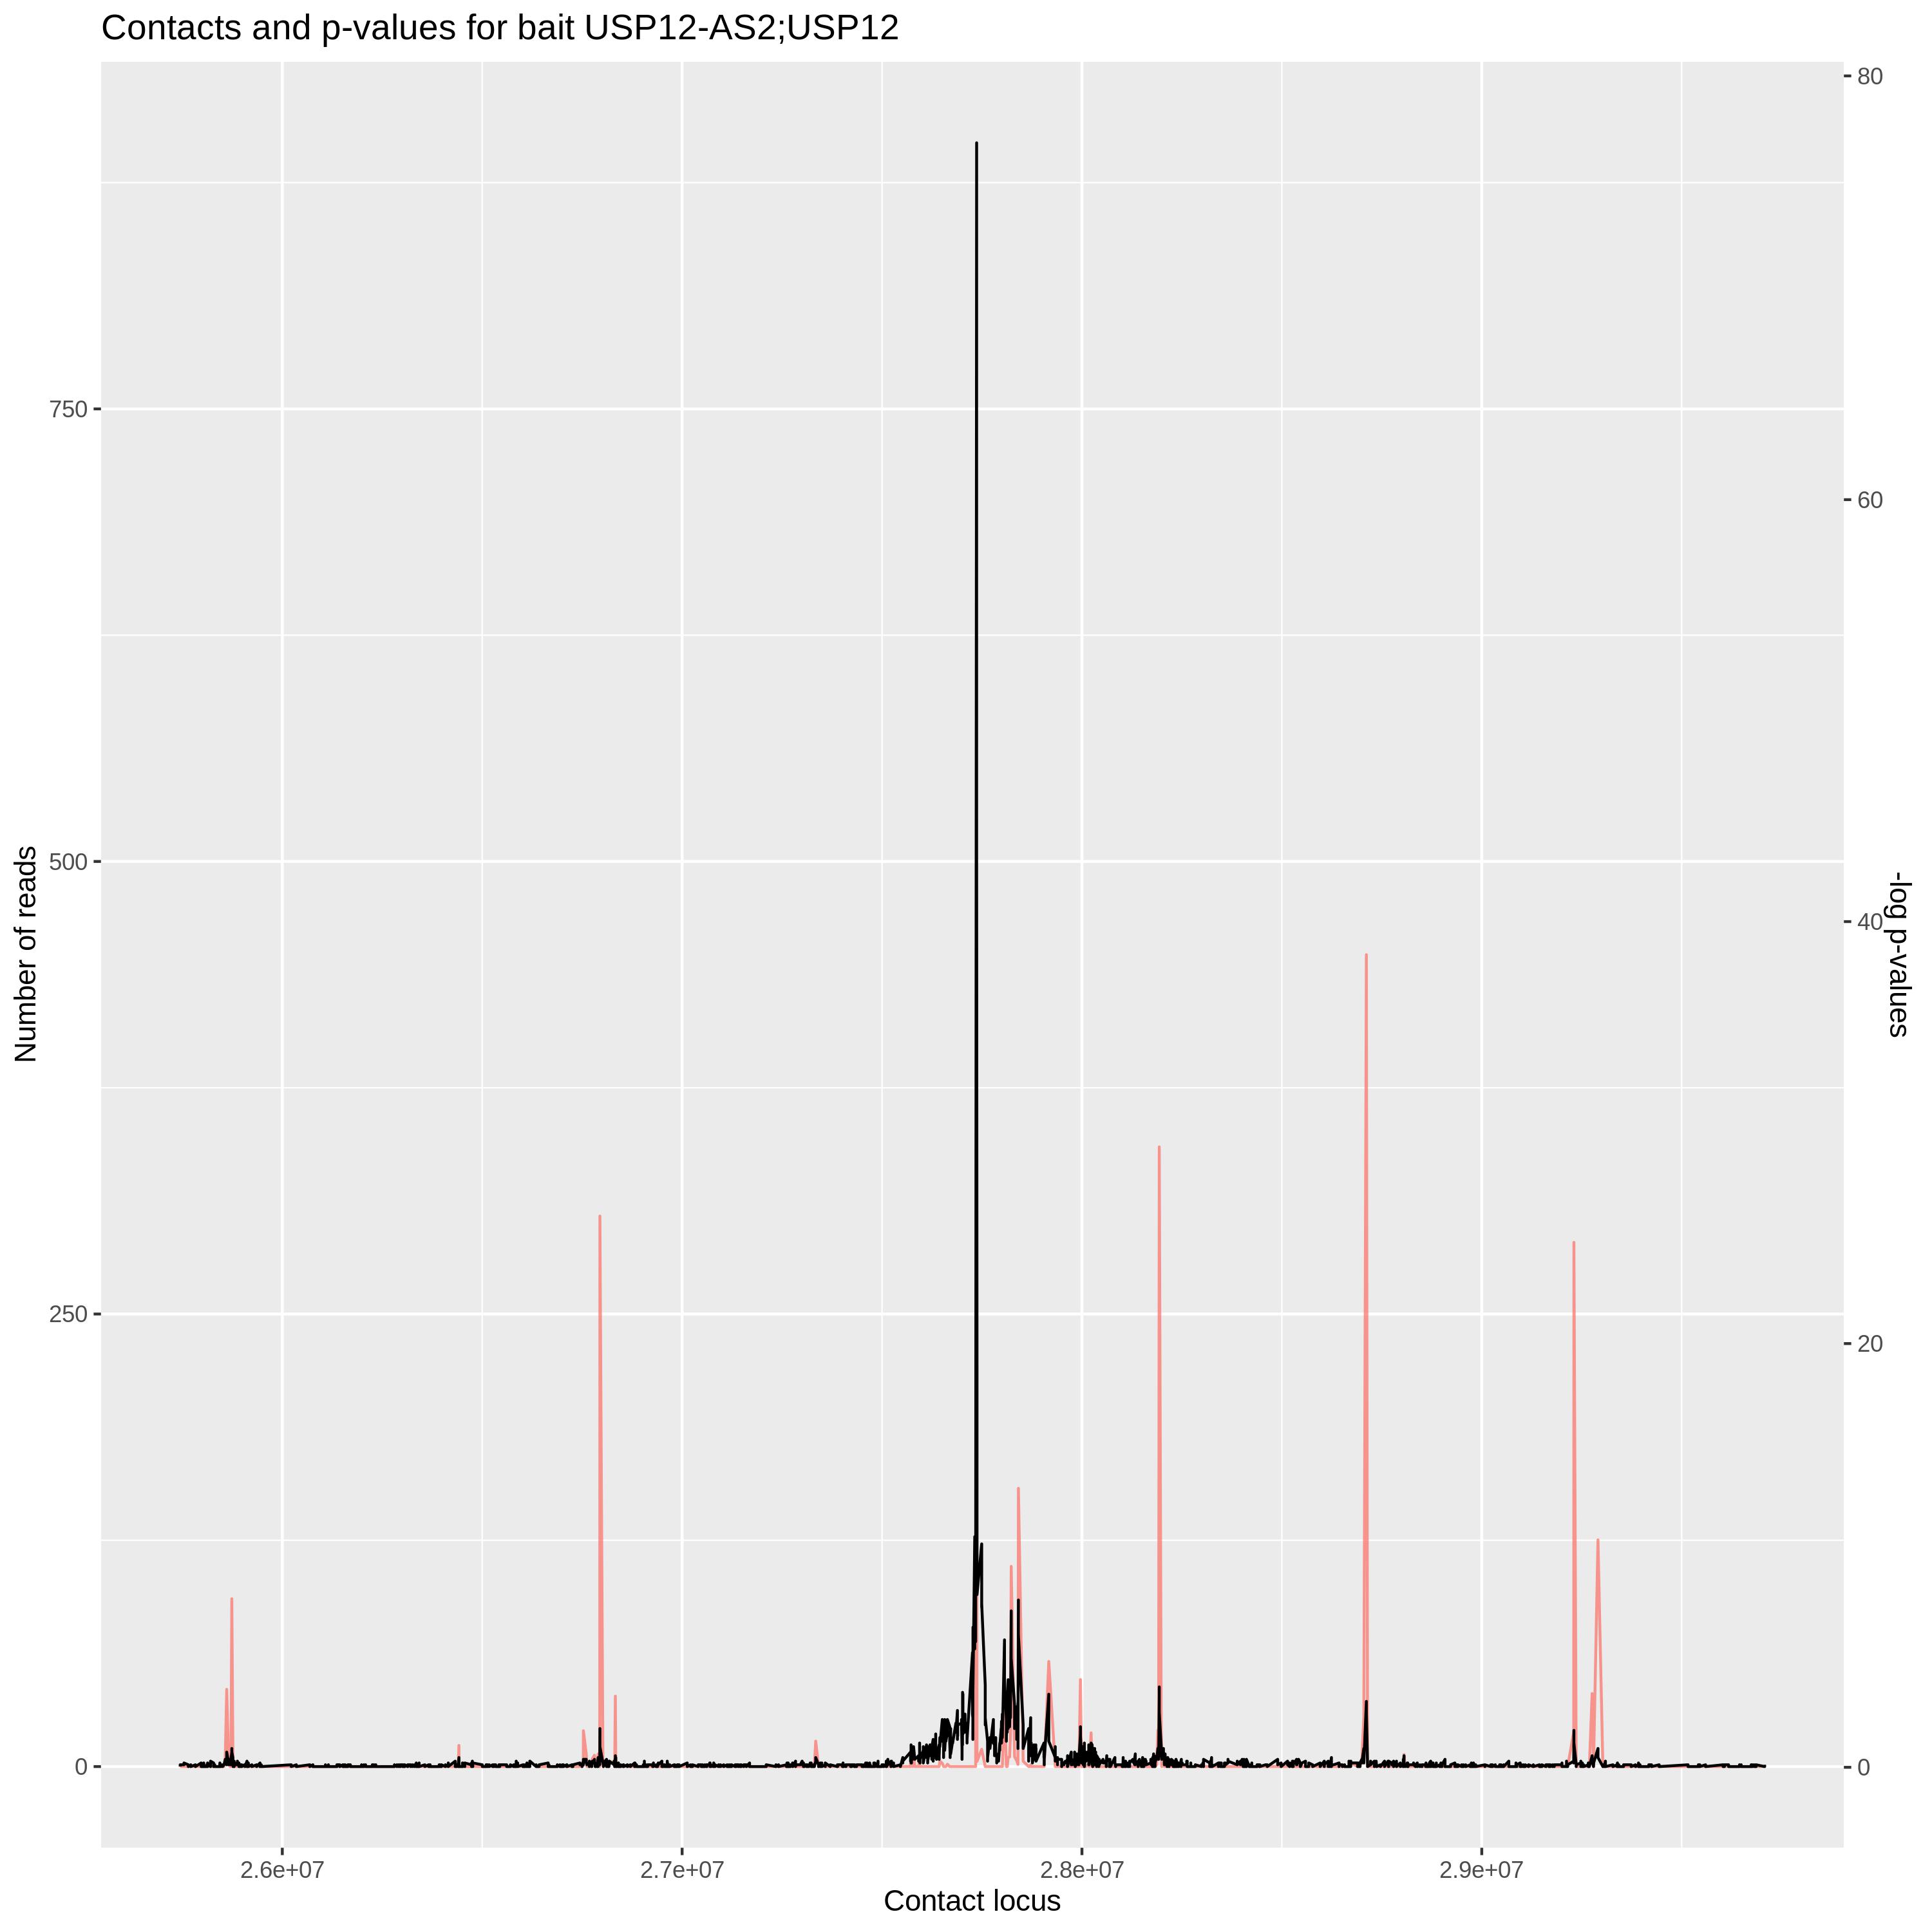 Contacts and p-values for bait USP12-AS2;USP12
Number of reads
750
500
250
0
80
60
40
20
0
-log p-values
2.6e+07 2.7e+07 2.8e+07 2.9e+07
Contact locus